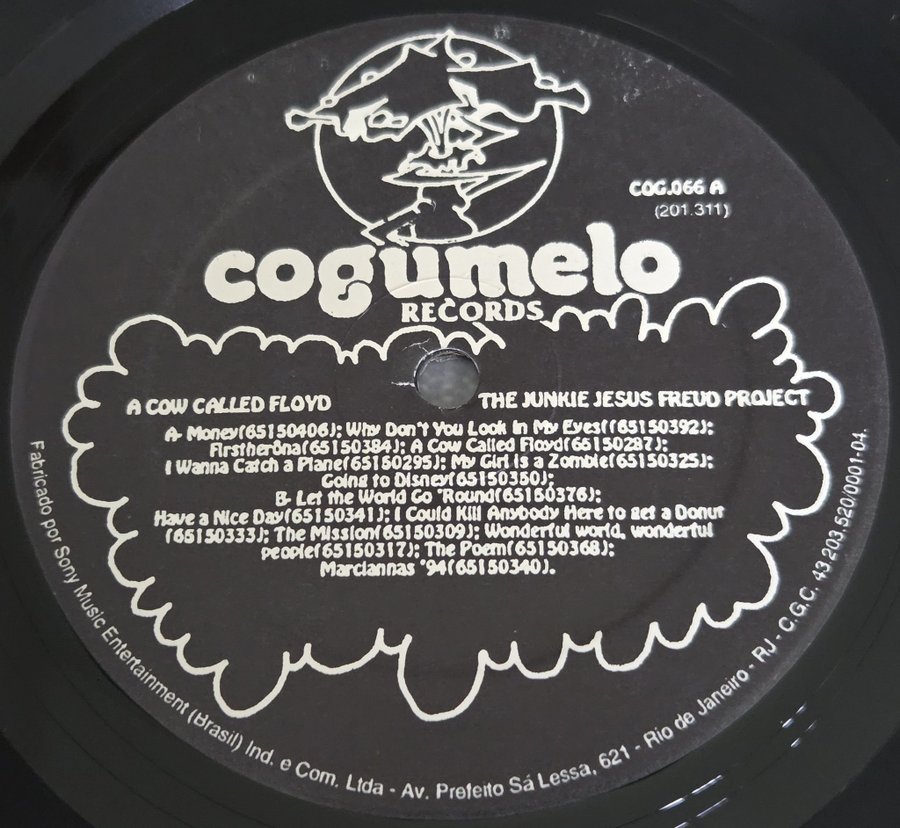 COG.066 A
(201.311)
cogumelo
RECORDS
A COW CALLED FLOYD
THE JUNKIE JESUS FREUD PROJECT
A- Money(65150406); Why Don't You Look In My Eyes((65150392);
Firstherôna(65150384); A Cow Called Floyd(65150287);
I Wanna Catch a Plane(65150295); My Girl is a Zombie(65150325);
Going to Disney(65150350);
B- Let the World Go 'Round(65150376);
Have a Nice Day(65150341); I Could Kill Anybody Here to get a Donut
(65150333); The Mission(65150309); Wonderful world, wonderful
people(65150317); The Poem(65150368);
Marciannas '94(65150340).
Fabricado por Sony Music Entertainment (Brasil) Ind. e Com. Ltda - Av. Prefeito Sá Lessa, 621 - Rio de Janeiro - RJ - C.G.C. 43.203.520/0001-04.